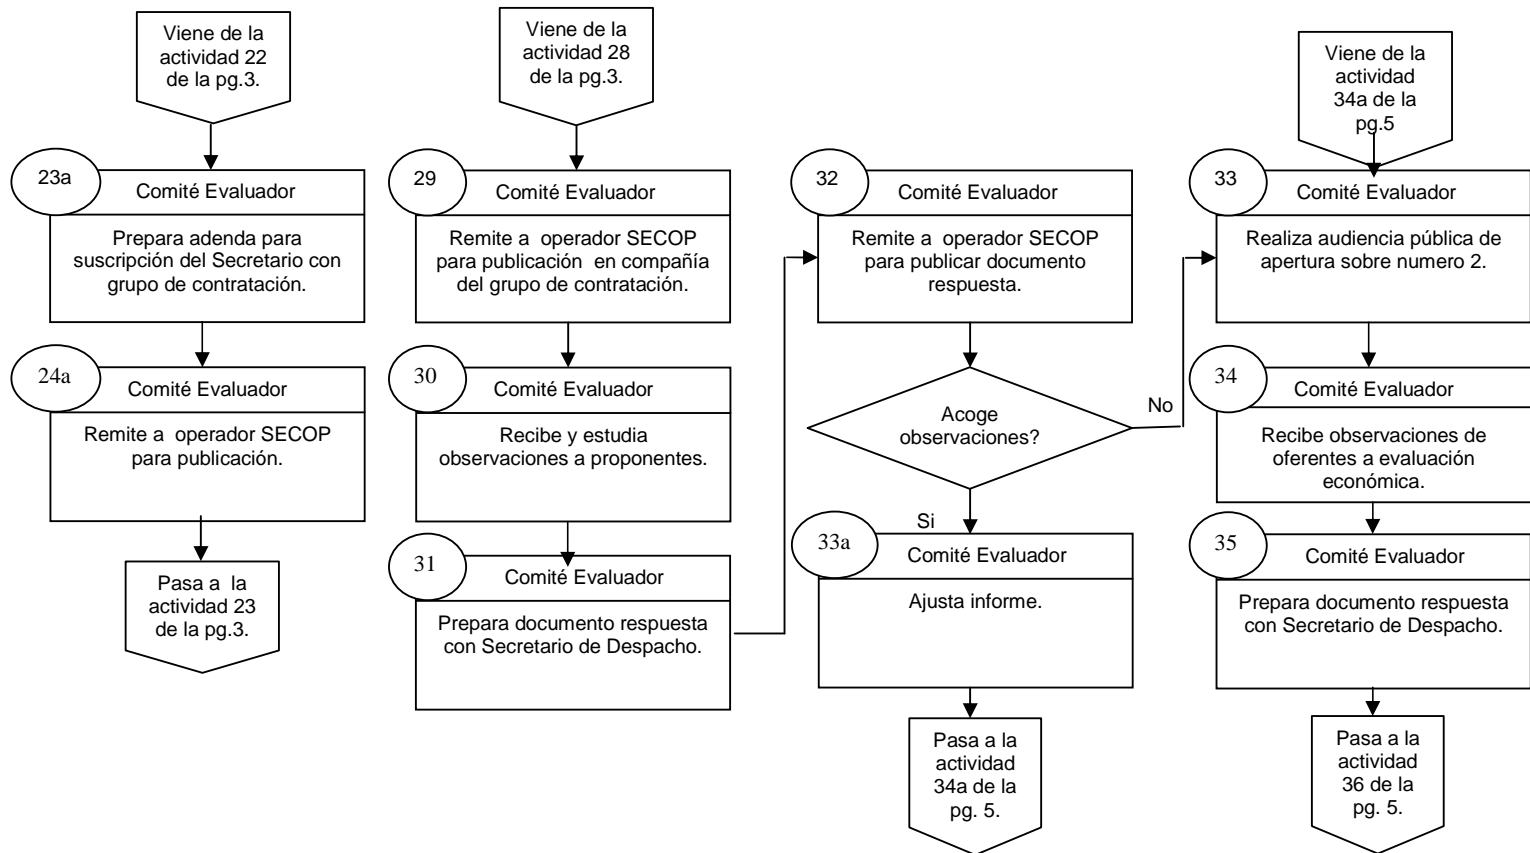 Viene de la
actividad 22
de la pg.3.
23a
Comité Evaluador
Prepara adenda para
suscripción del Secretario con
grupo de contratación.
24a
Comité Evaluador
Remite a operador SECOP
para publicación.
Pasa a la
actividad 23
de la pg.3.
Viene de la
actividad 28
de la pg.3.
29
Comité Evaluador
Remite a operador SECOP
para publicación en compañía
del grupo de contratación.
30
Comité Evaluador
Recibe y estudia
observaciones a proponentes.
31
Comité Evaluador
Prepara documento respuesta
con Secretario de Despacho.
32
Comité Evaluador
Remite a operador SECOP
para publicar documento
respuesta.
Acoge
observaciones?
No
Si
33a
Comité Evaluador
Ajusta informe.
Pasa a la
actividad
34a de la
pg. 5.
Viene de la
actividad
34a de la
pg.5
33
Comité Evaluador
Realiza audiencia pública de
apertura sobre numero 2.
34
Comité Evaluador
Recibe observaciones de
oferentes a evaluación
económica.
35
Comité Evaluador
Prepara documento respuesta
con Secretario de Despacho.
Pasa a la
actividad
36 de la
pg. 5.